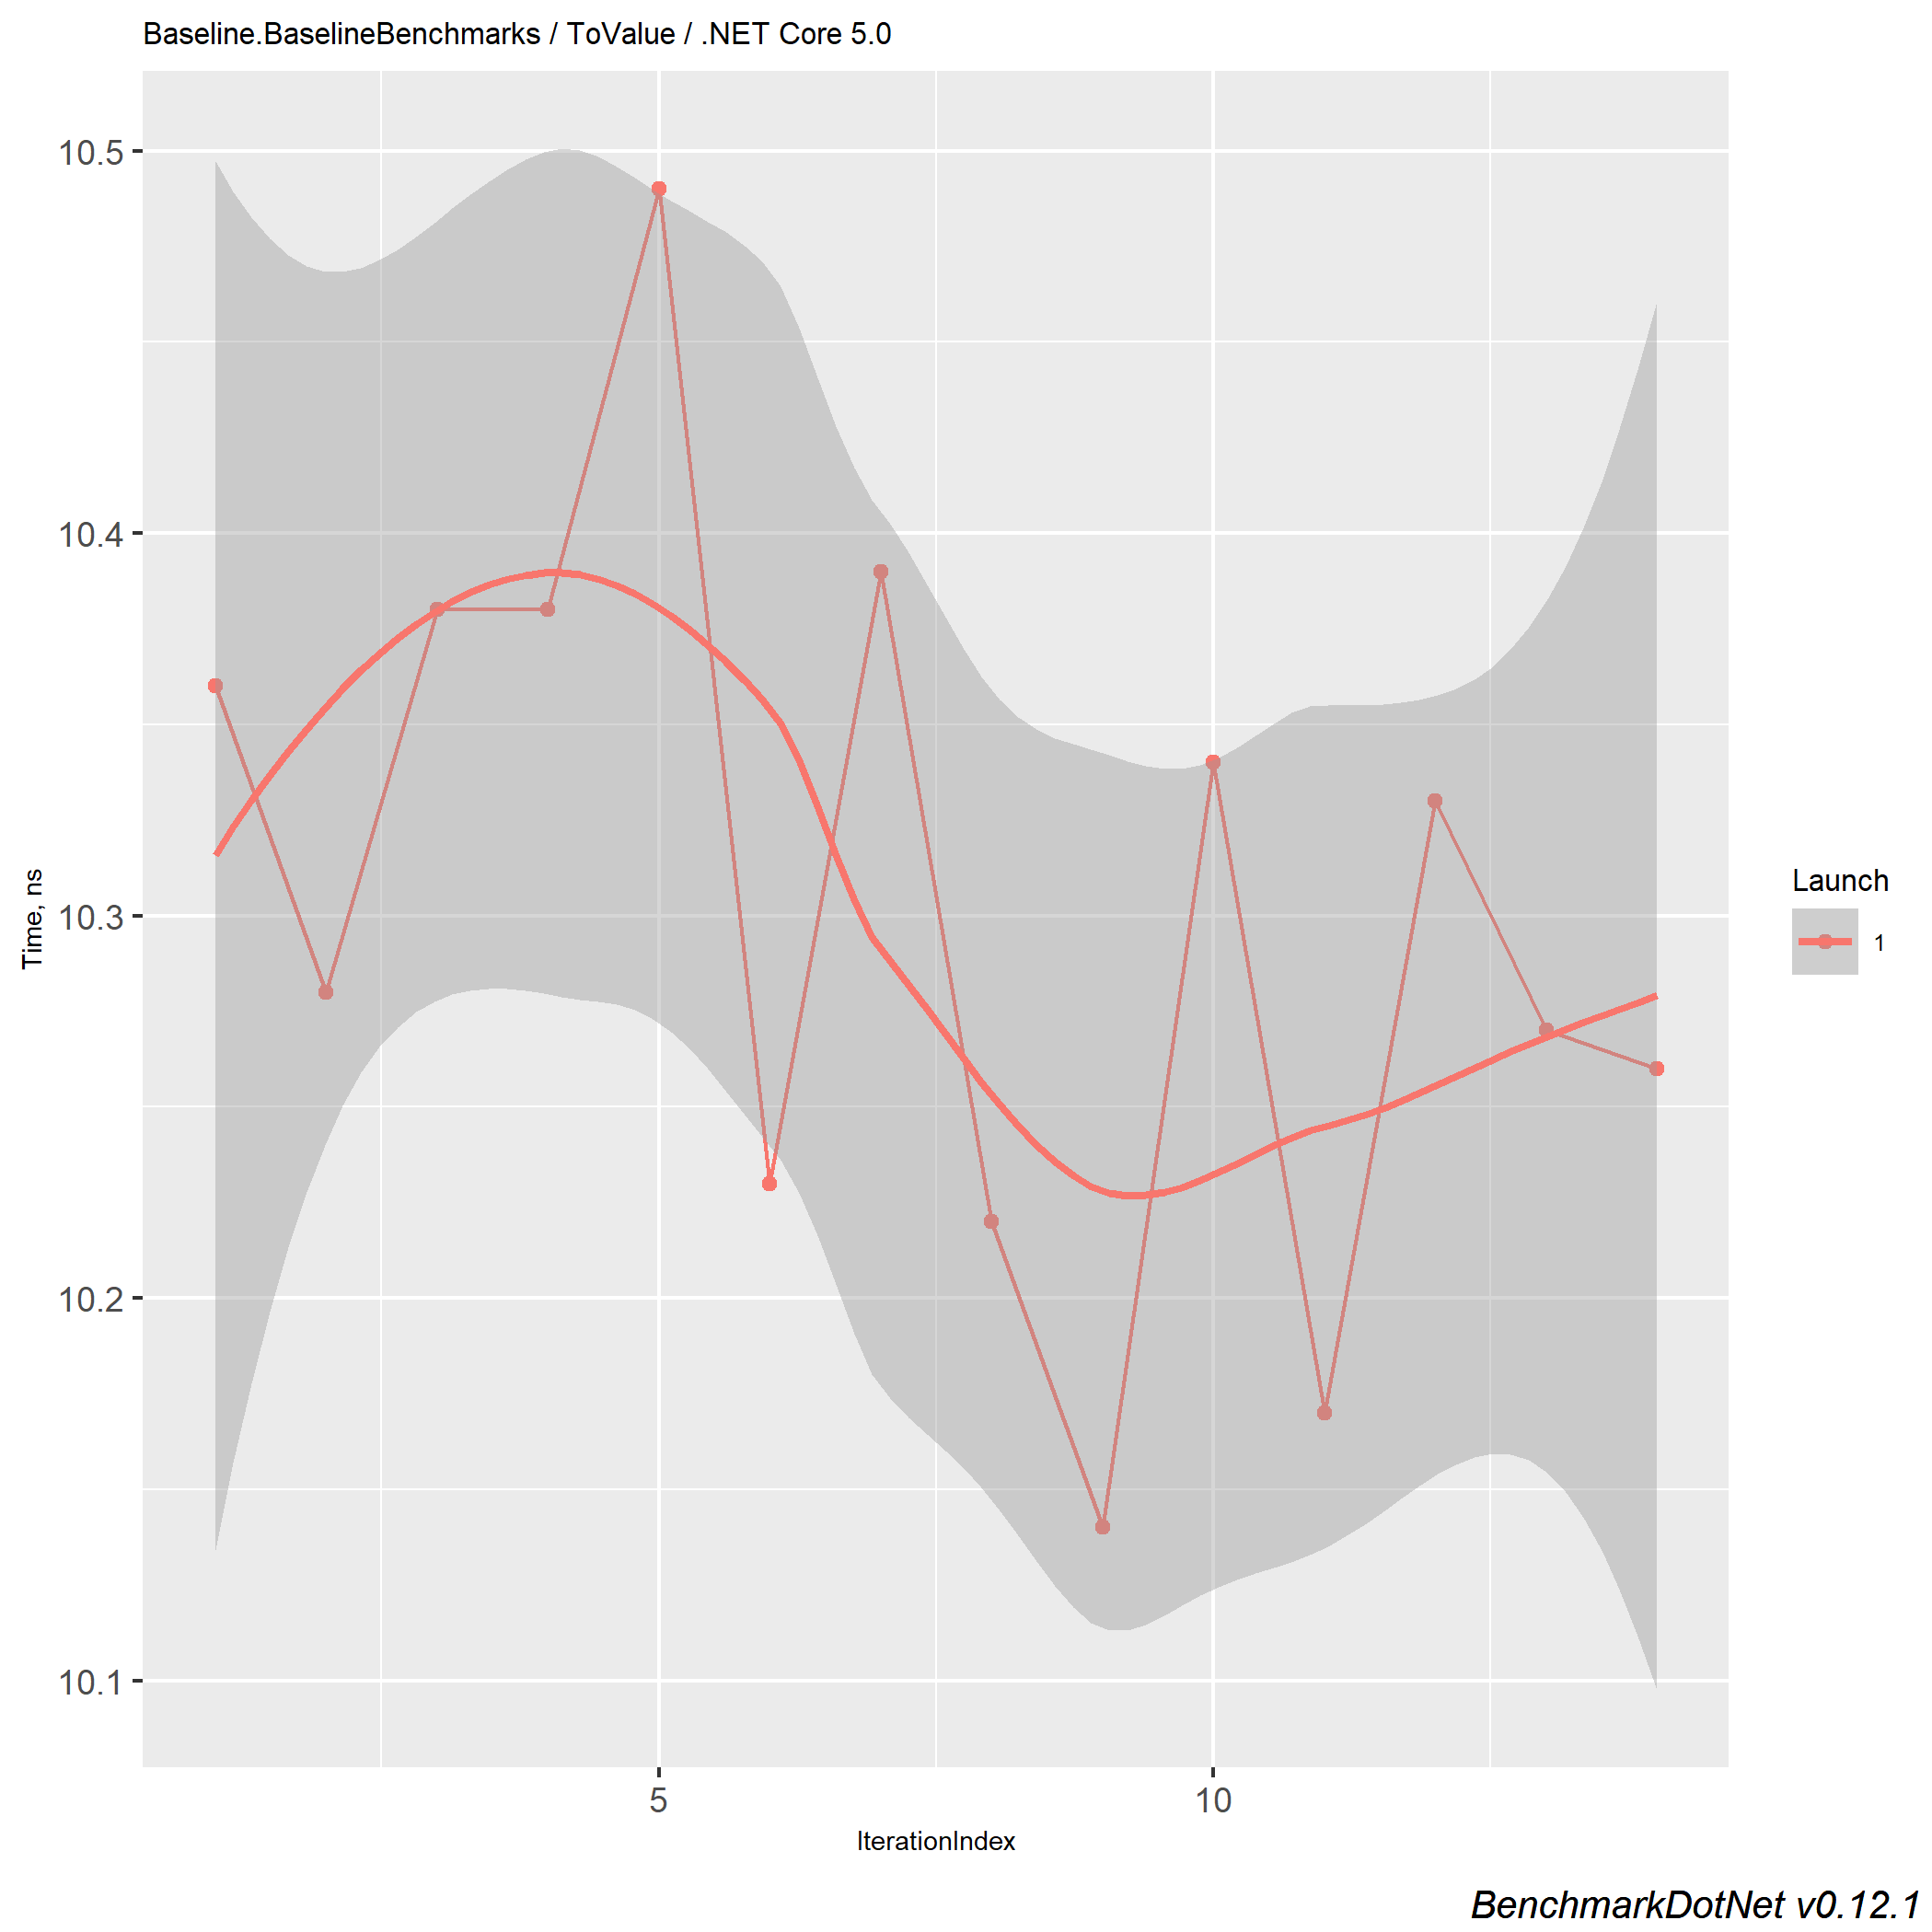 Baseline.BaselineBenchmarks / ToValue / .NET Core 5.0
10.5
10.4
10.3
10.2
10.1
Time, ns
5 10
IterationIndex
Launch
1
BenchmarkDotNet v0.12.1